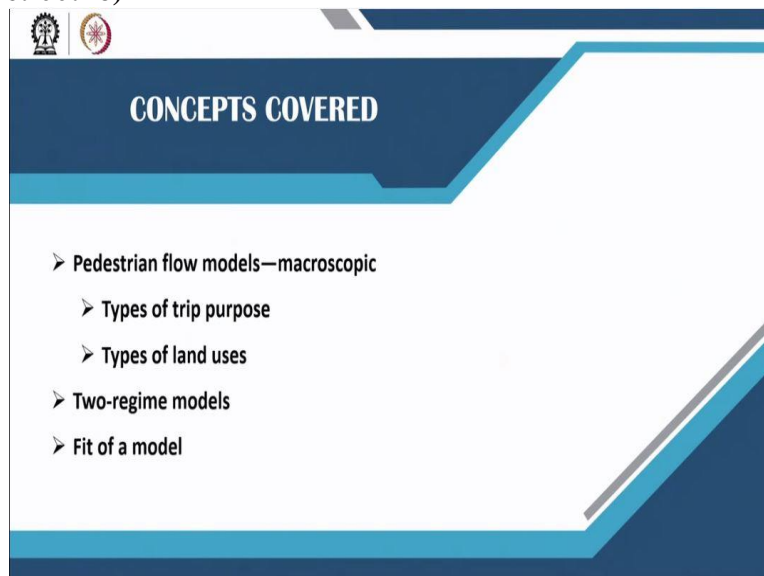 CONCEPTS COVERED
➢ Pedestrian flow models—macroscopic
➢ Types of trip purpose
➢ Types of land uses
➢ Two-regime models
➢ Fit of a model